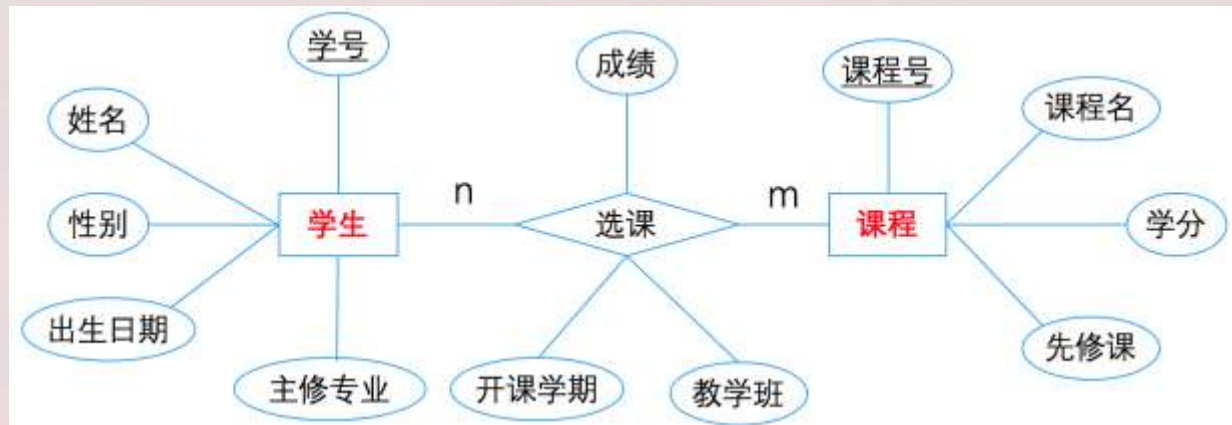 学号
成绩
课程号
姓名
课程名
n
m
性别
学生
选课
课程
学分
出生日期
先修课
主修专业
开课学期
教学班